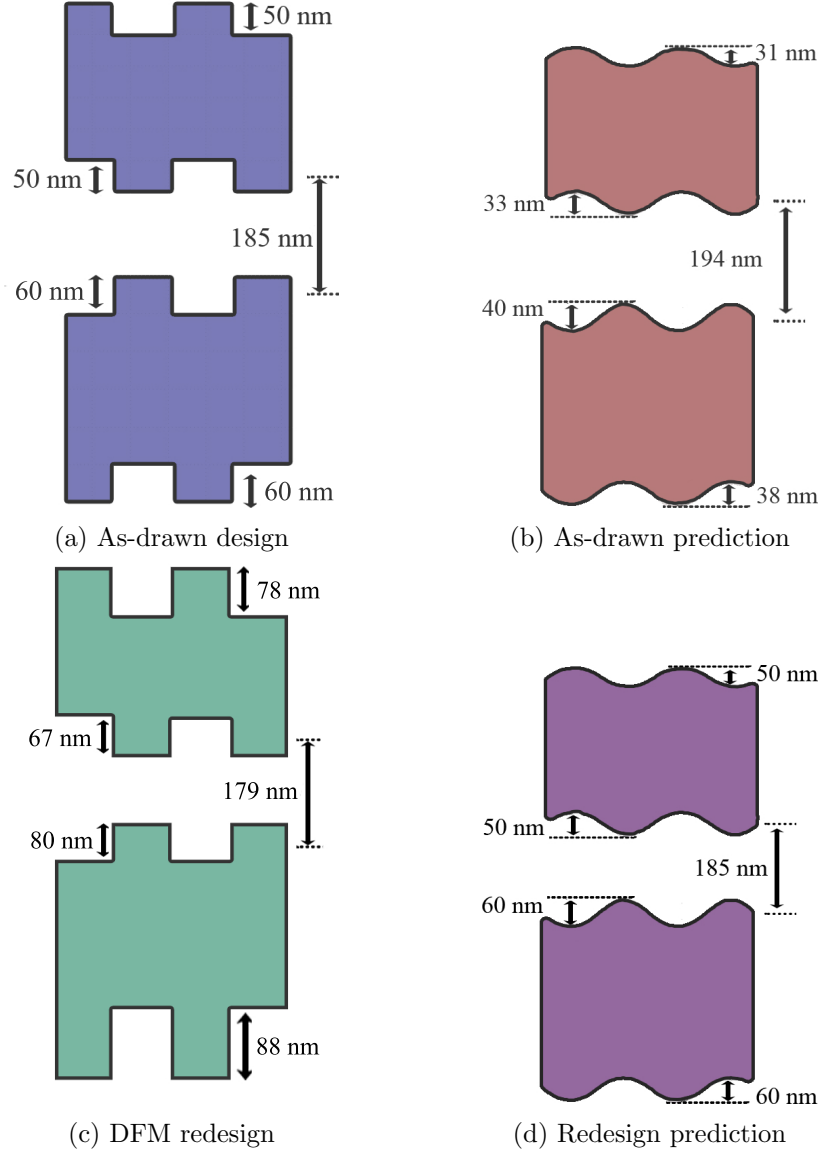 50 nm
50 nm
185 nm
60 nm
60 nm
(a) As-drawn design
31 nm
33 nm
194 nm
40 nm
38 nm
(b) As-drawn prediction
78 nm
67 nm
179 nm
80 nm
88 nm
(c) DFM redesign
50 nm
50 nm
185 nm
60 nm
60 nm
(d) Redesign prediction